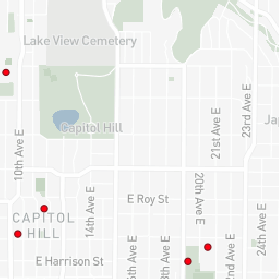 Lake View Cemetery
Capitol Hill
10th Ave E
14th Ave E
21st Ave E
23rd Ave E
20th Ave E
24th Ave E
E Roy St
CAPITOL
HILL
E Harrison St